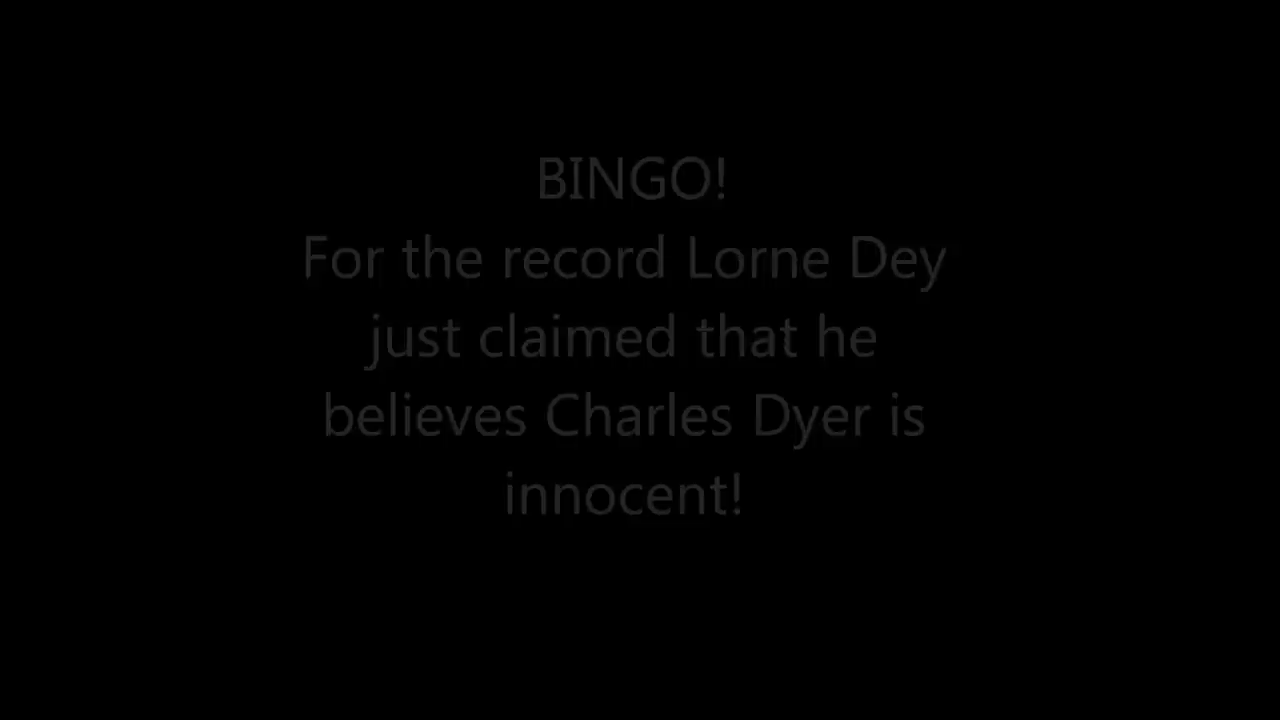 BINGO!
For the record Lorne Dey
just claimed that he
believes Charles Dyer is
innocent!